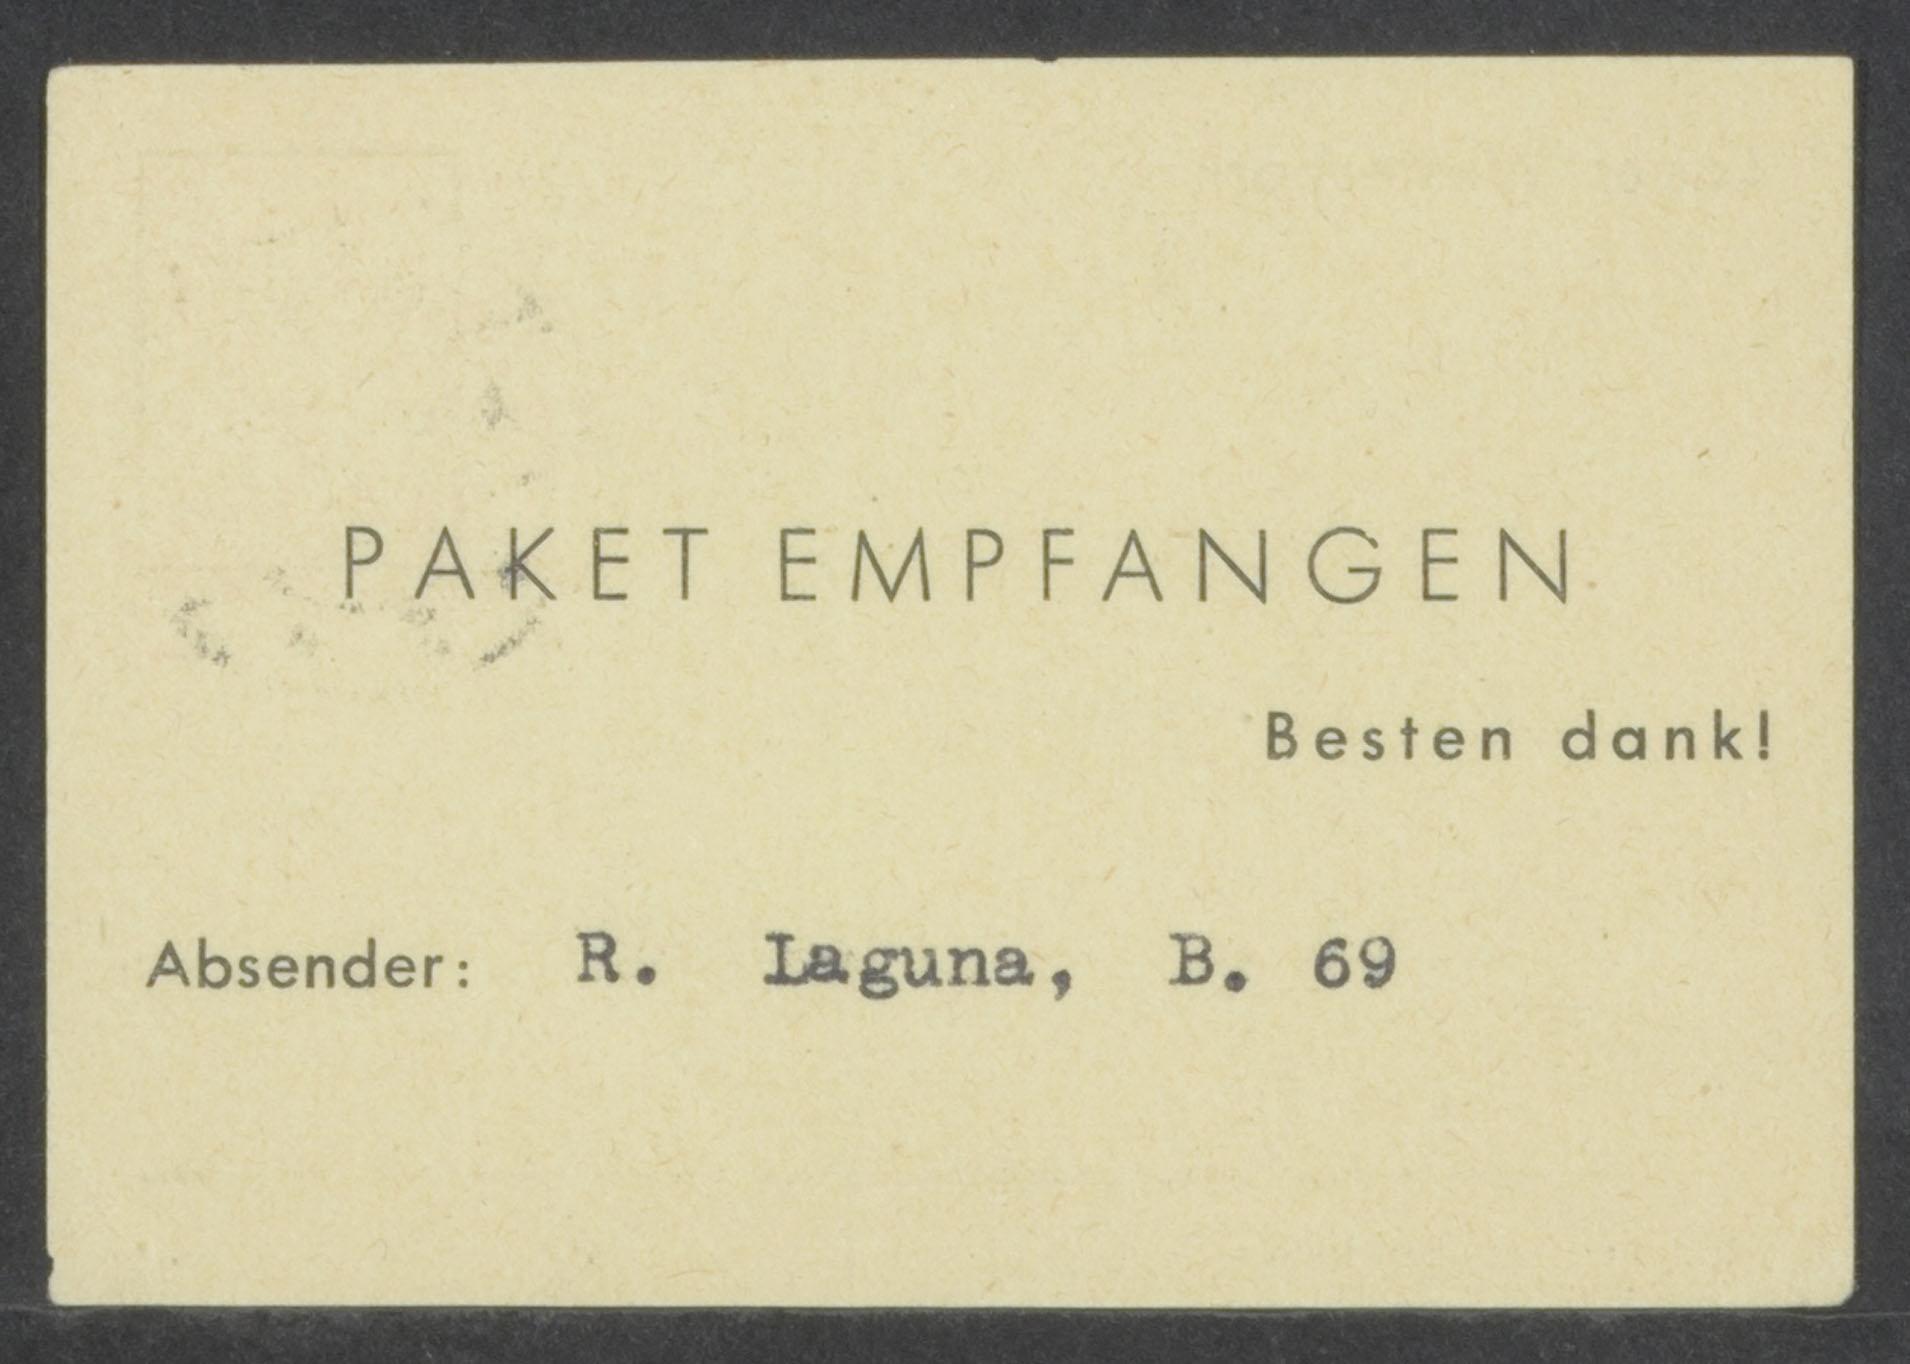 PAKET EMPFANGEN
Besten dank!
Absender: R. Laguna, B. 69